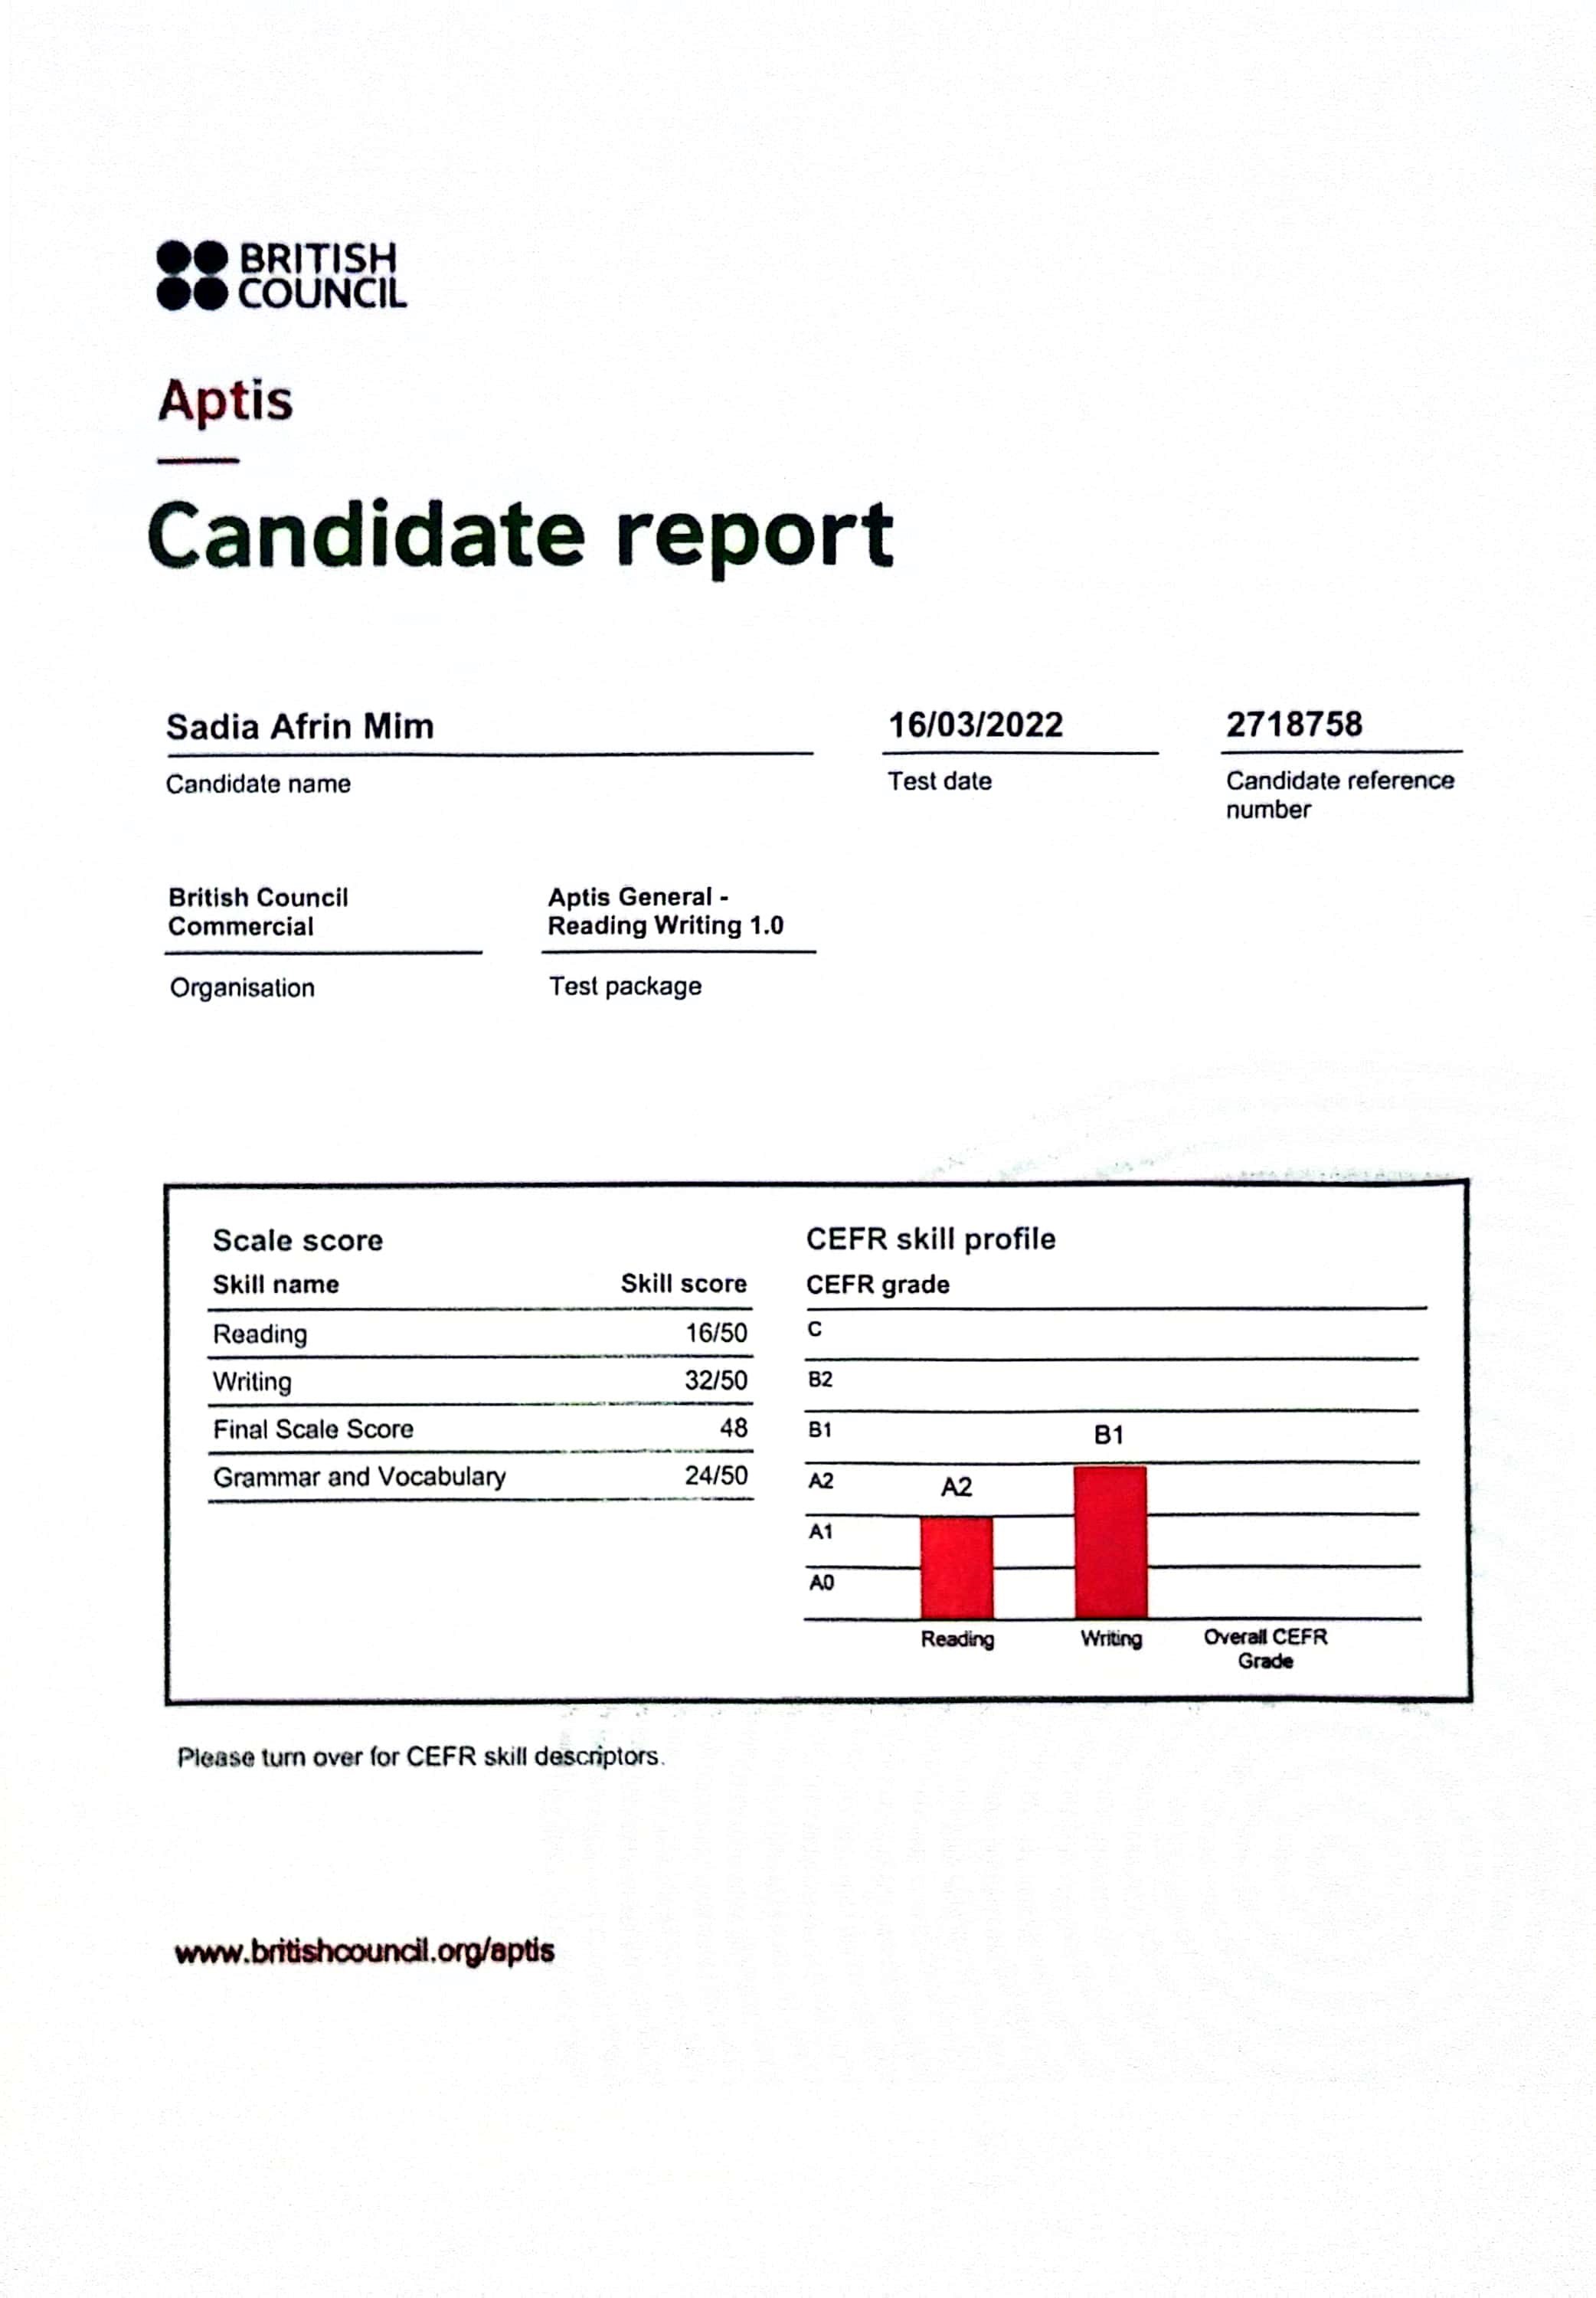 BRITISH
COUNCIL
Aptis
Candidate report
Sadia Afrin Mim 16/03/2022 2718758
Candidate name Test date Candidate reference
number
British Council Aptis General -
Commercial Reading Writing 1.0
Organisation Test package
Scale score
Skill name Skill score
Reading 16/50
Writing 32/50
Final Scale Score 48
Grammar and Vocabulary 24/50
CEFR skill profile
CEFR grade
C
B2
B1 B1
A2 A2
A1
A0
Reading Writing Overall CEFR
Grade
Please turn over for CEFR skill descriptors.
www.britishcouncil.org/aptis